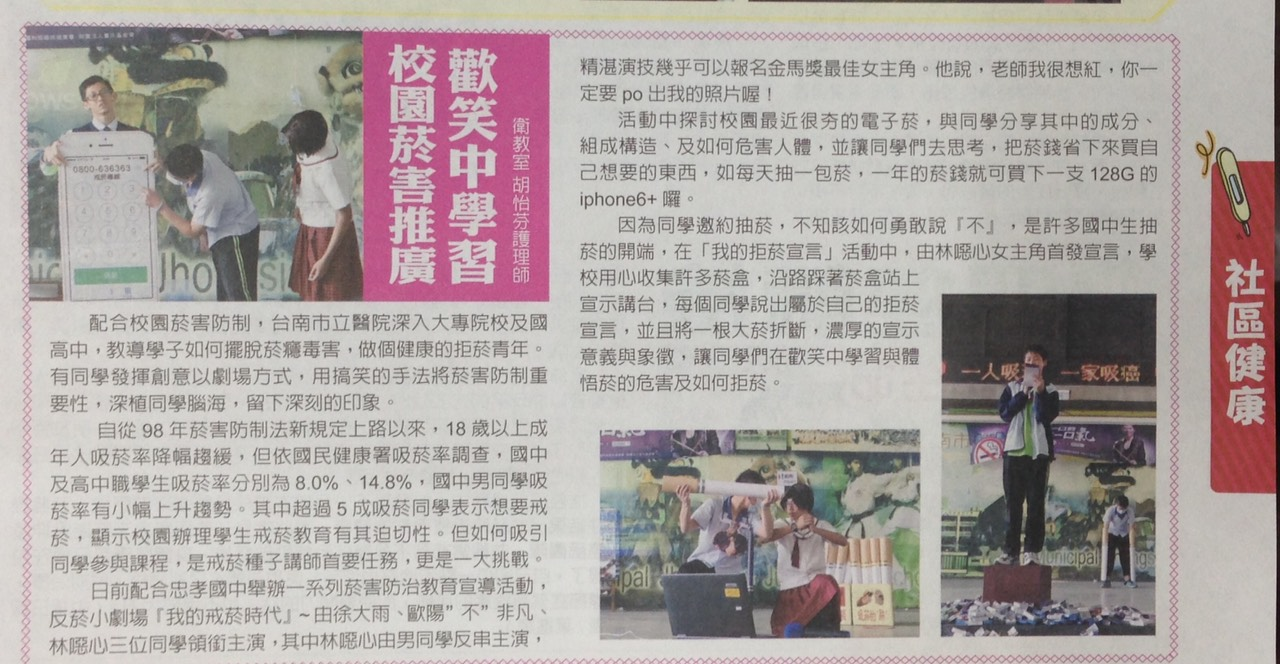 歡笑中學習
校園菸害推廣
衛教室 胡怡芬護理師
0800-636363
配合校園菸害防制，台南市立醫院深入大專院校及國
高中，教導學子如何擺脫菸癮毒害，做個健康的拒菸青年。
有同學發揮創意以劇場方式，用搞笑的手法將菸害防制重
要性，深植同學腦海，留下深刻的印象。
自從 98 年菸害防制法新規定上路以來，18 歲以上成
年人吸菸率降幅趨緩，但依國民健康署吸菸率調查，國中
及高中職學生吸菸率分別為 8.0%、14.8%，國中男同學吸
菸率有小幅上升趨勢。其中超過 5 成吸菸同學表示想要戒
菸，顯示校園辦理學生戒菸教育有其迫切性。但如何吸引
同學參與課程，是戒菸種子講師首要任務，更是一大挑戰。
日前配合忠孝國中舉辦一系列菸害防治教育宣導活動，
反菸小劇場『我的戒菸時代』~ 由徐大雨、歐陽”不”非凡、
林噁心三位同學領銜主演，其中林噁心由男同學反串主演，
精湛演技幾乎可以報名金馬獎最佳女主角。他說，老師我很想紅，你一
定要 po 出我的照片喔！
活動中探討校園最近很夯的電子菸，與同學分享其中的成分、
組成構造、及如何危害人體，並讓同學們去思考，把菸錢省下來買自
己想要的東西，如每天抽一包菸，一年的菸錢就可買下一支 128G 的
iphone6+ 囉。
因為同學邀約抽菸，不知該如何勇敢說『不』，是許多國中生抽
菸的開端，在「我的拒菸宣言」活動中，由林噁心女主角首發宣言，學
校用心收集許多菸盒，沿路踩著菸盒站上
宣示講台，每個同學說出屬於自己的拒菸
宣言，並且將一根大菸折斷，濃厚的宣示
意義與象徵，讓同學們在歡笑中學習與體
悟菸的危害及如何拒菸。
一人吸
一家吸癌
社區健康